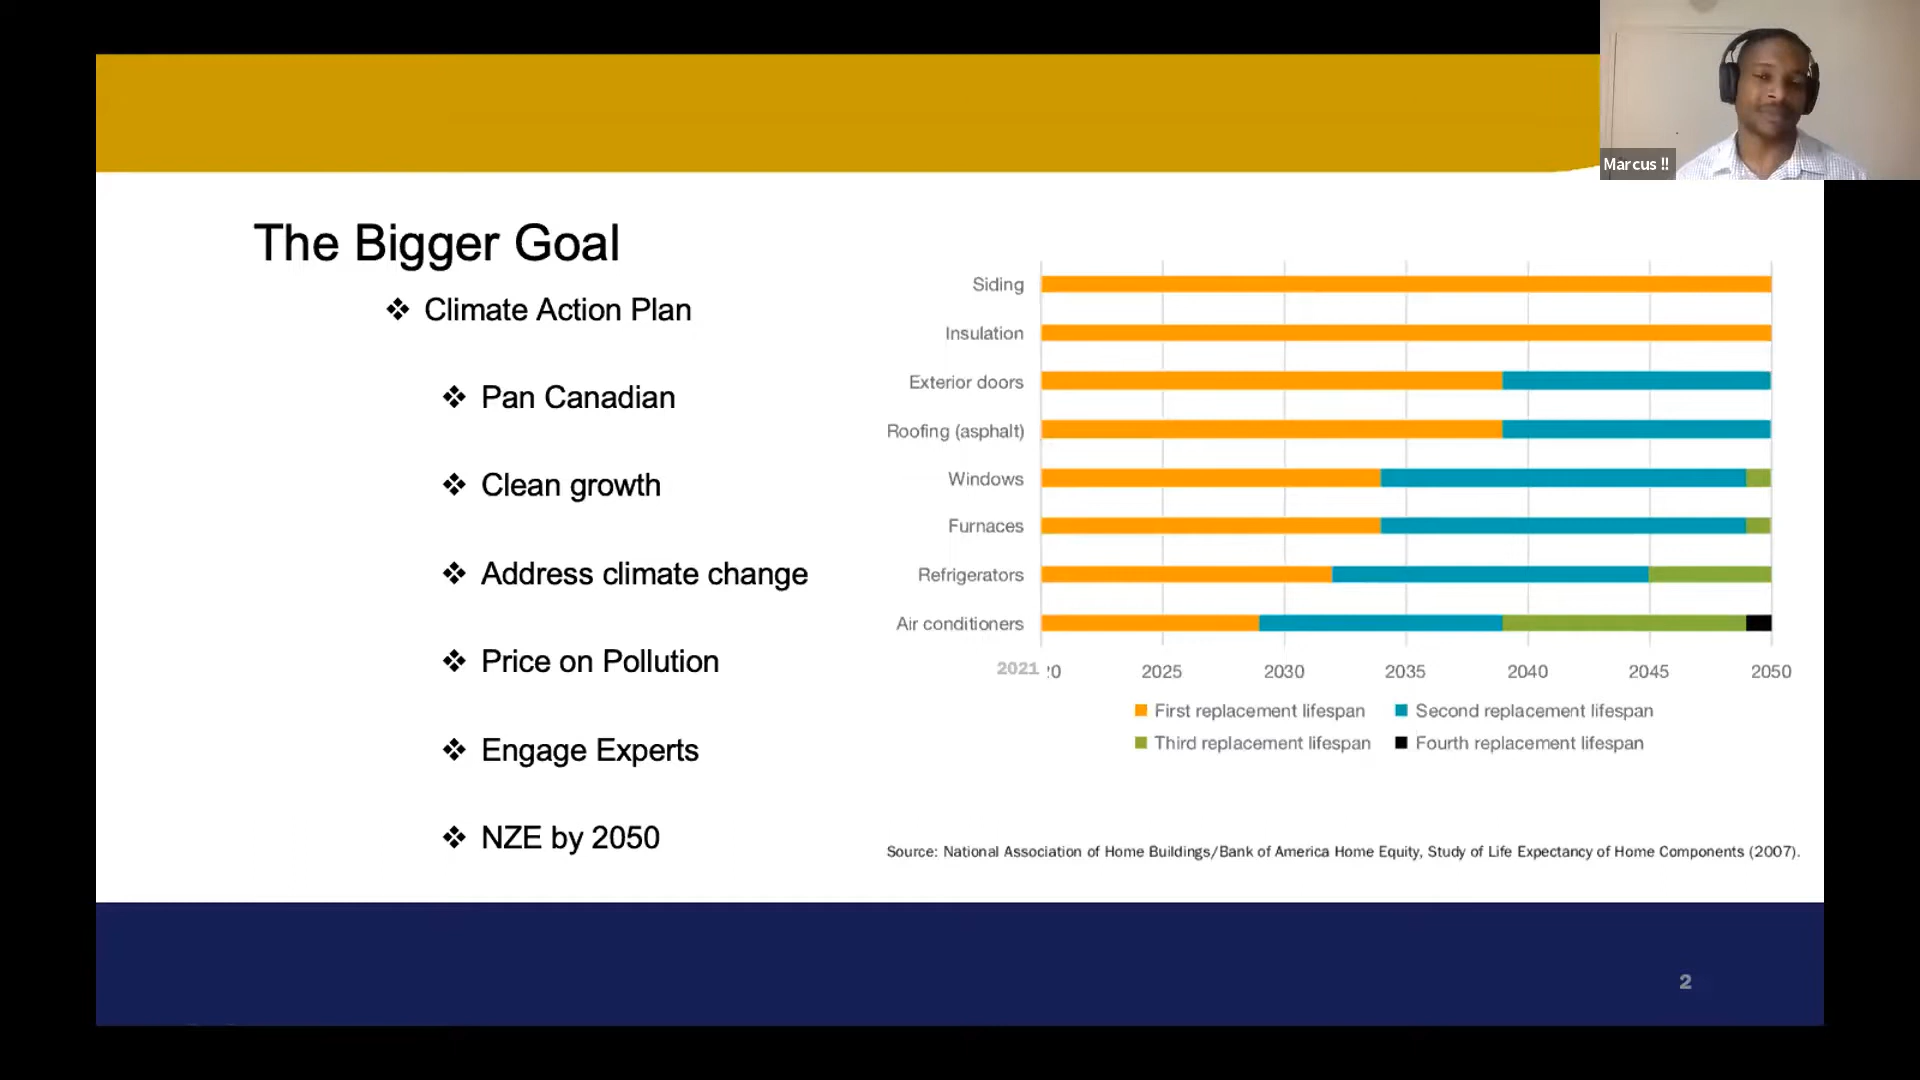 Marcus !!
The Bigger Goal
❖ Climate Action Plan
❖ Pan Canadian
❖ Clean growth
❖ Address climate change
❖ Price on Pollution
❖ Engage Experts
❖ NZE by 2050
Siding
Insulation
Exterior doors
Roofing (asphalt)
Windows
Furnaces
Refrigerators
Air conditioners
2021 20 2025 2030 2035 2040 2045 2050
First replacement lifespan Second replacement lifespan
Third replacement lifespan Fourth replacement lifespan
Source: National Association of Home Buildings/Bank of America Home Equity, Study of Life Expectancy of Home Components (2007).
2